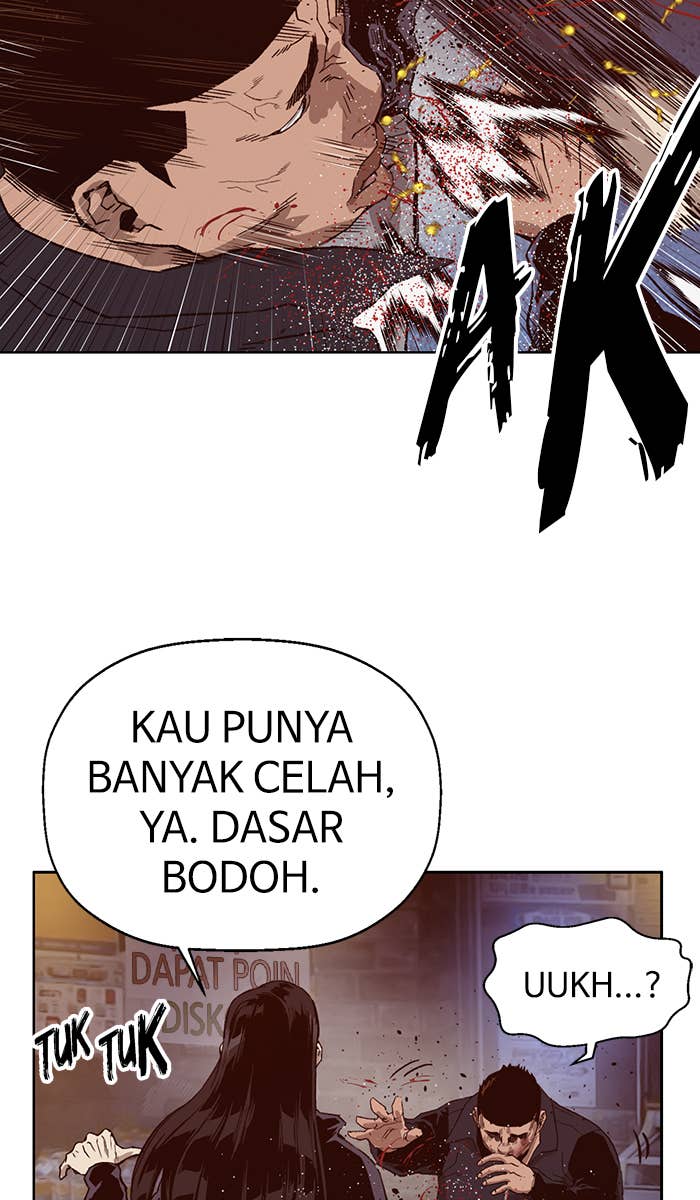 AK
KAU PUNYA
BANYAK CELAH,
YA. DASAR
BODOH.
DAPAT POIN
DISK
UUKH...?
TUK TUK